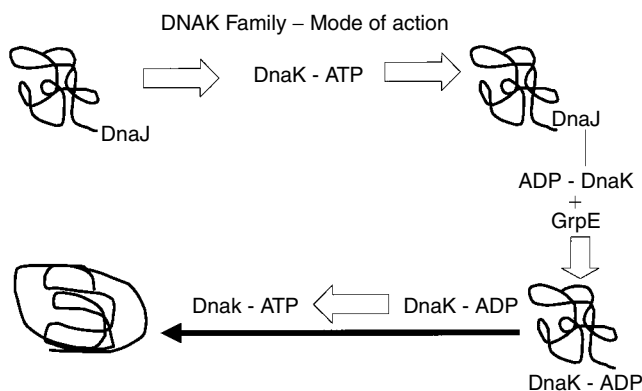 DNAK Family – Mode of action
DnaK - ATP
DnaJ
DnaJ
ADP - DnaK
+
GrpE
Dnak - ATP
DnaK - ADP
DnaK - ADP